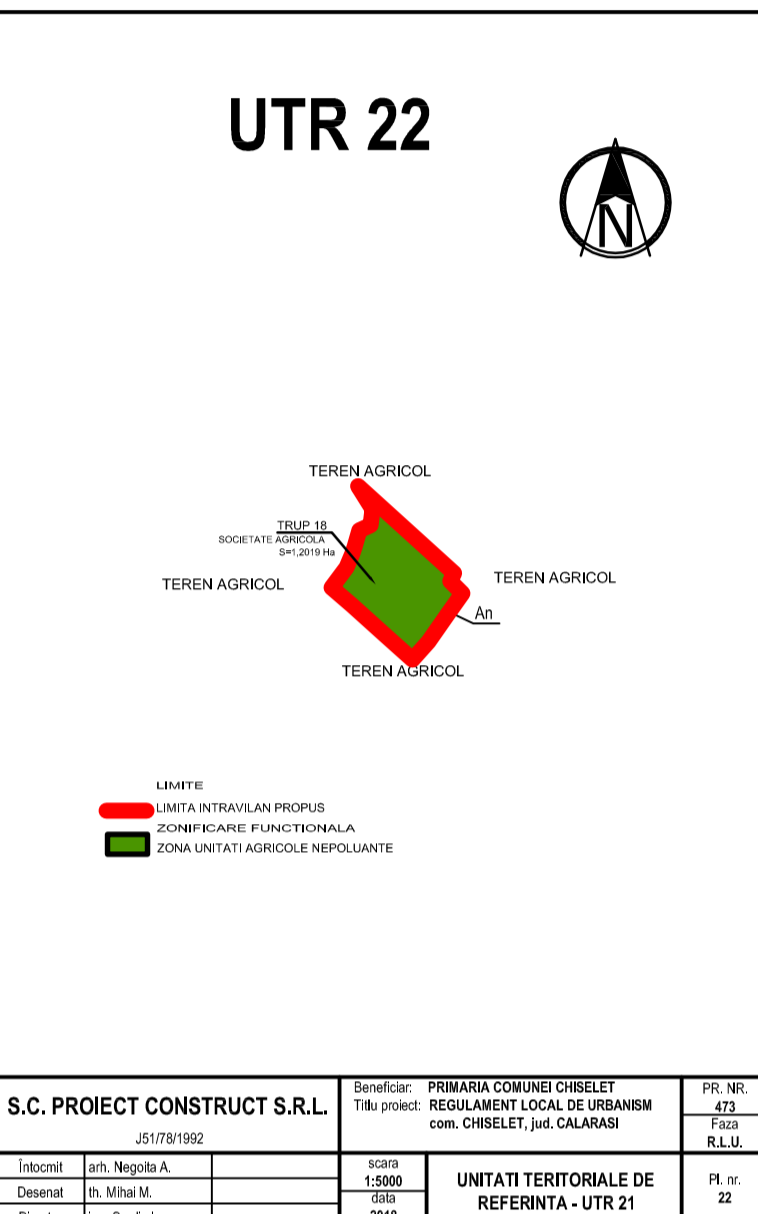 UTR 22
N
TEREN AGRICOL
TRUP 18
SOCIETATE AGRICOLA
S=1,2019 Ha
TEREN AGRICOL
TEREN AGRICOL
An
TEREN AGRICOL
LIMITE
LIMITA INTRAVILAN PROPUS
ZONIFICARE FUNCTIONALA
ZONA UNITATI AGRICOLE NEPOLUANTE
S.C. PROIECT CONSTRUCT S.R.L.
J51/78/1992
Beneficiar: PRIMARIA COMUNEI CHISELET
Titlu proiect: REGULAMENT LOCAL DE URBANISM
com. CHISELET, jud. CALARASI
PR. NR.
473
Faza
R.L.U.
Întocmit arh. Negoita A.
Desenat th. Mihai M.
scara
1:5000
data
UNITATI TERITORIALE DE
REFERINTA - UTR 21
Pl. nr.
22